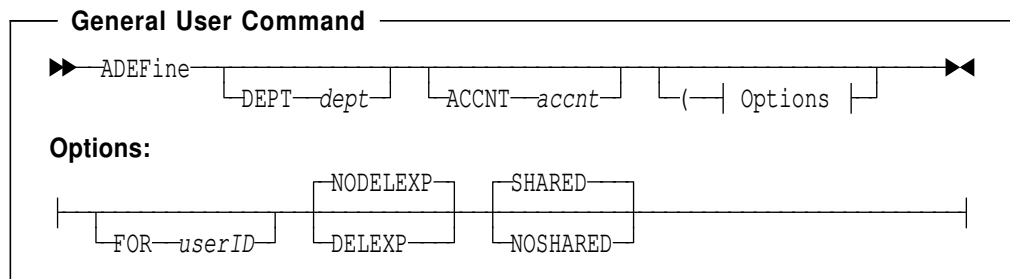 General User Command
ADEFine
DEPT dept ACCNT accnt ( Options
Options:
NODELEXP SHARED
FOR userID DELEXP NOSHARED